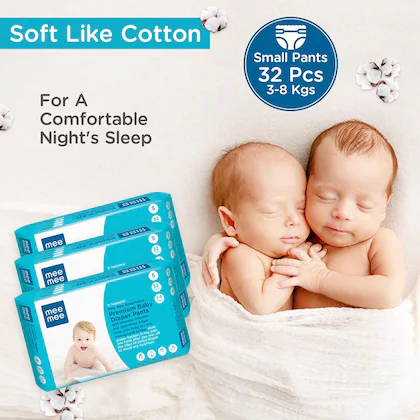 Soft Like Cotton
Small Pants
32 Pcs
3-8 Kgs
For A
Comfortable
Night's Sleep
mee
mee
mee
mee
mee
mee
Premium Baby
Diaper Pants